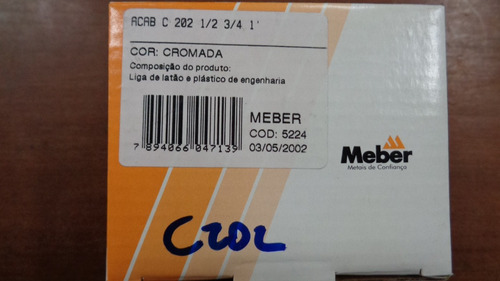 ACAB C 202 1/2 3/4 1'
COR: CROMADA
Composição do produto:
Liga de latão e plástico de engenharia
7 894066 047139
MEBER
COD: 5224
03/05/2002
Meber
Metais de Confiança
C202